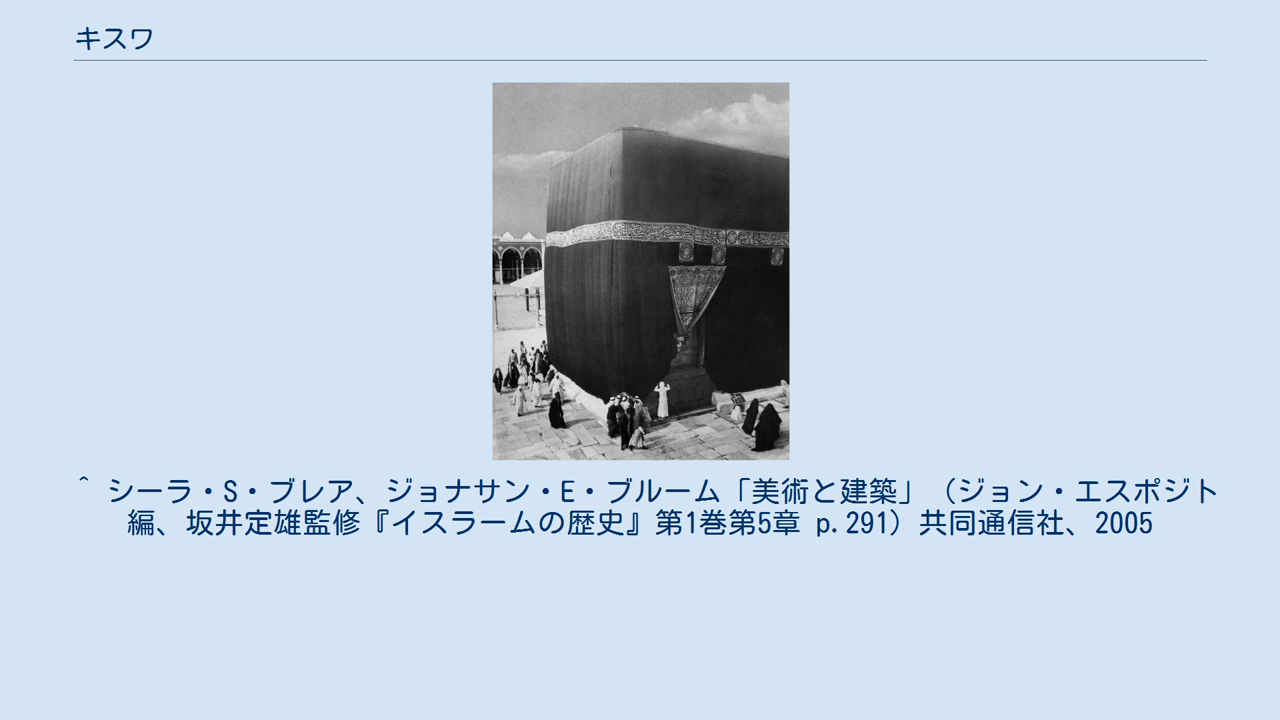 キスワ
^ シーラ・S・ブレア、ジョナサン・E・ブルーム「美術と建築」（ジョン・エスポジト
編、坂井定雄監修『イスラームの歴史』第1巻第5章 p.291）共同通信社、2005